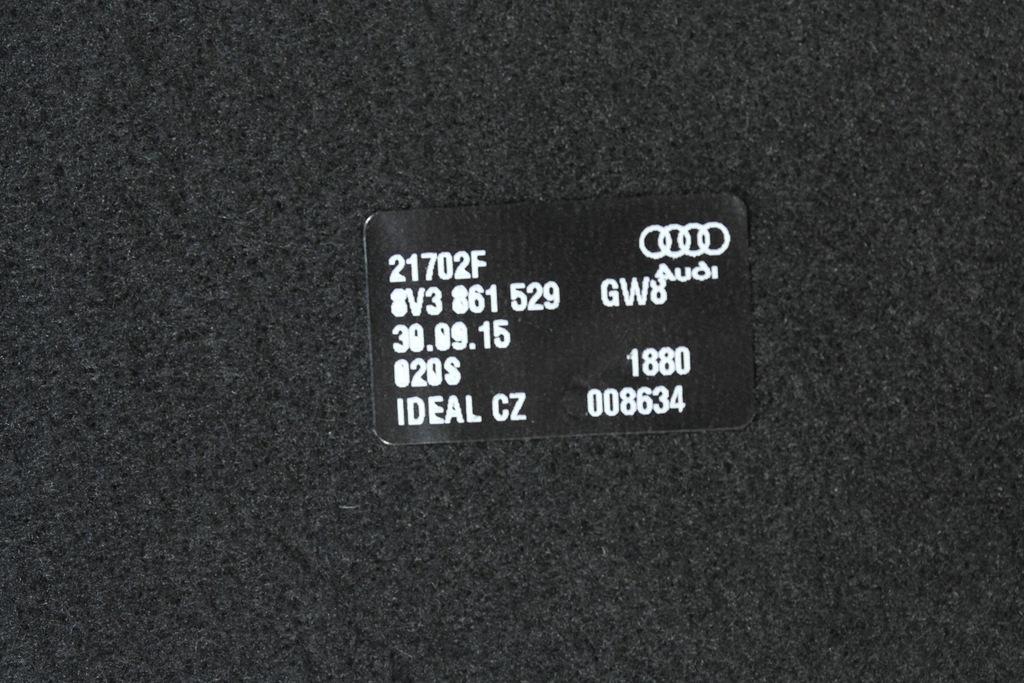 Audi
21702F
8V3 861 529 GW8
30.09.15
020S 1880
IDEAL CZ 008634